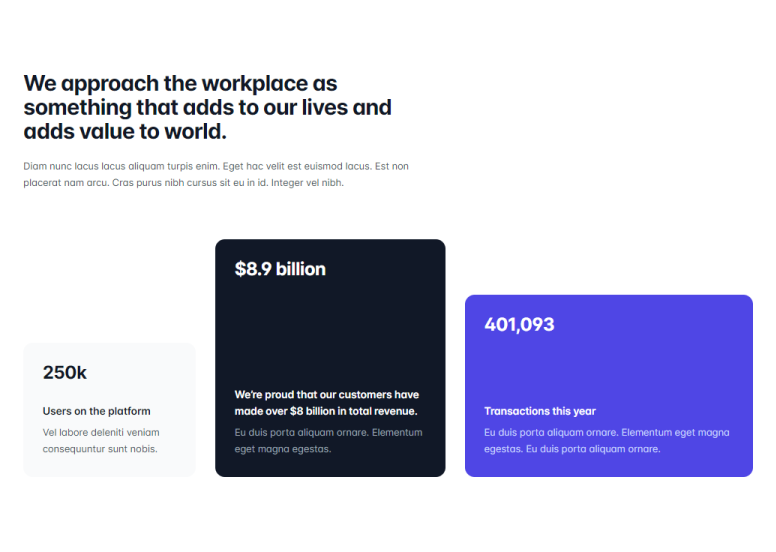 We approach the workplace as
something that adds to our lives and
adds value to world.
Diam nunc lacus lacus aliquam turpis enim. Eget hac velit est euismod lacus. Est non
placerat nam arcu. Cras purus nibh cursus sit eu in id. Integer vel nibh.
250k
Users on the platform
Vel labore deleniti veniam
consequuntur sunt nobis.
$8.9 billion
We're proud that our customers have
made over $8 billion in total revenue.
Eu duis porta aliquam ornare. Elementum
eget magna egestas.
401,093
Transactions this year
Eu duis porta aliquam ornare. Elementum eget magna
egestas. Eu duis porta aliquam ornare.